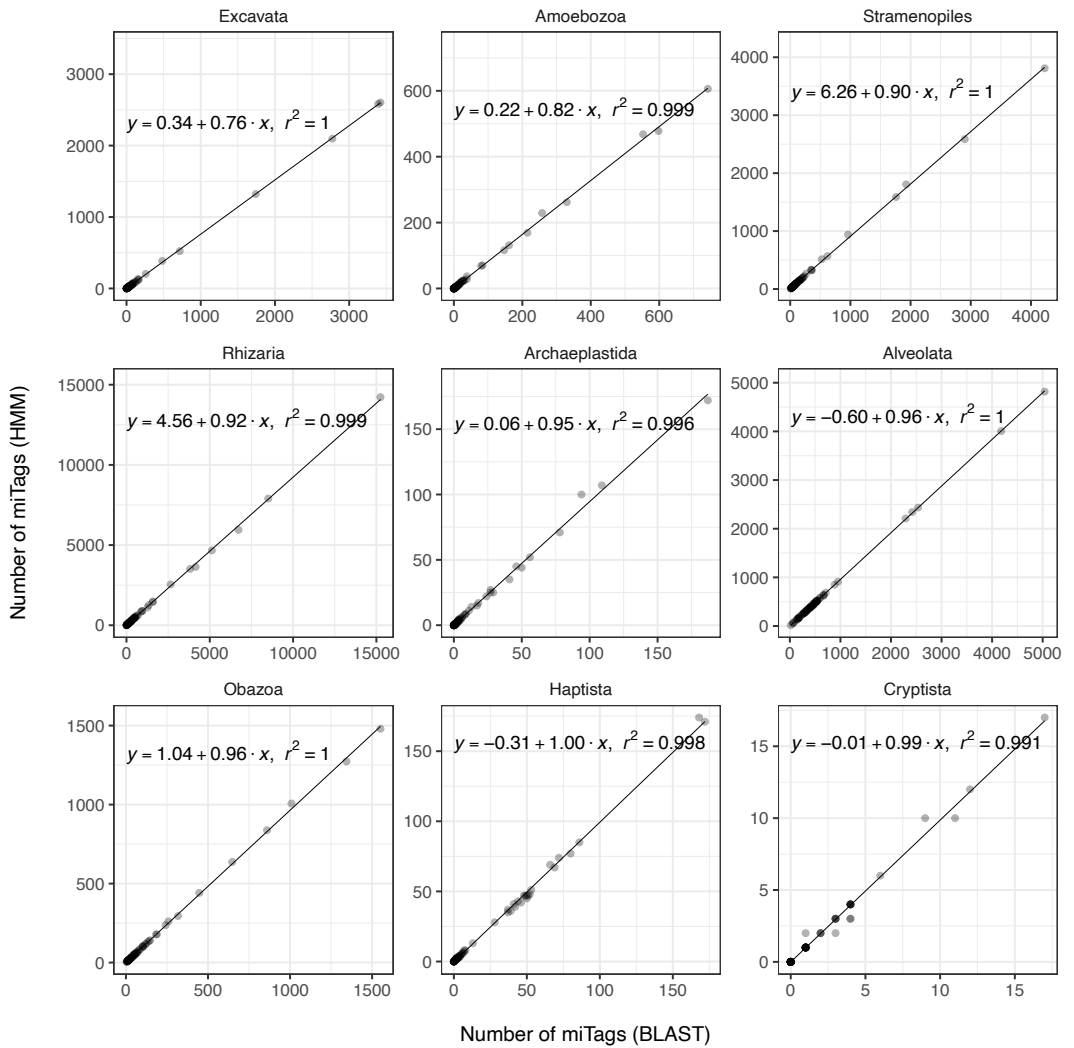 Excavata
Amoebozoa
Stramenopiles
y = 0.34 + 0.76 · x, r² = 1
y = 0.22 + 0.82 · x, r² = 0.999
y = 6.26 + 0.90 · x, r² = 1
3000
2000
1000
0
600
400
200
0
4000
3000
2000
1000
0
0 1000 2000 3000
0 200 400 600
0 1000 2000 3000 4000
Rhizaria
Archaeplastida
Alveolata
y = 4.56 + 0.92 · x, r² = 0.999
y = 0.06 + 0.95 · x, r² = 0.996
y = −0.60 + 0.96 · x, r² = 1
15000
10000
5000
0
150
100
50
0
5000
4000
3000
2000
1000
0
0 5000 10000 15000
0 50 100 150
0 1000 2000 3000 4000 5000
Obazoa
Haptista
Cryptista
y = 1.04 + 0.96 · x, r² = 1
y = −0.31 + 1.00 · x, r² = 0.998
y = −0.01 + 0.99 · x, r² = 0.991
1500
1000
500
0
150
100
50
0
15
10
5
0
0 500 1000 1500
0 50 100 150
0 5 10 15
Number of miTags (HMM)
Number of miTags (BLAST)